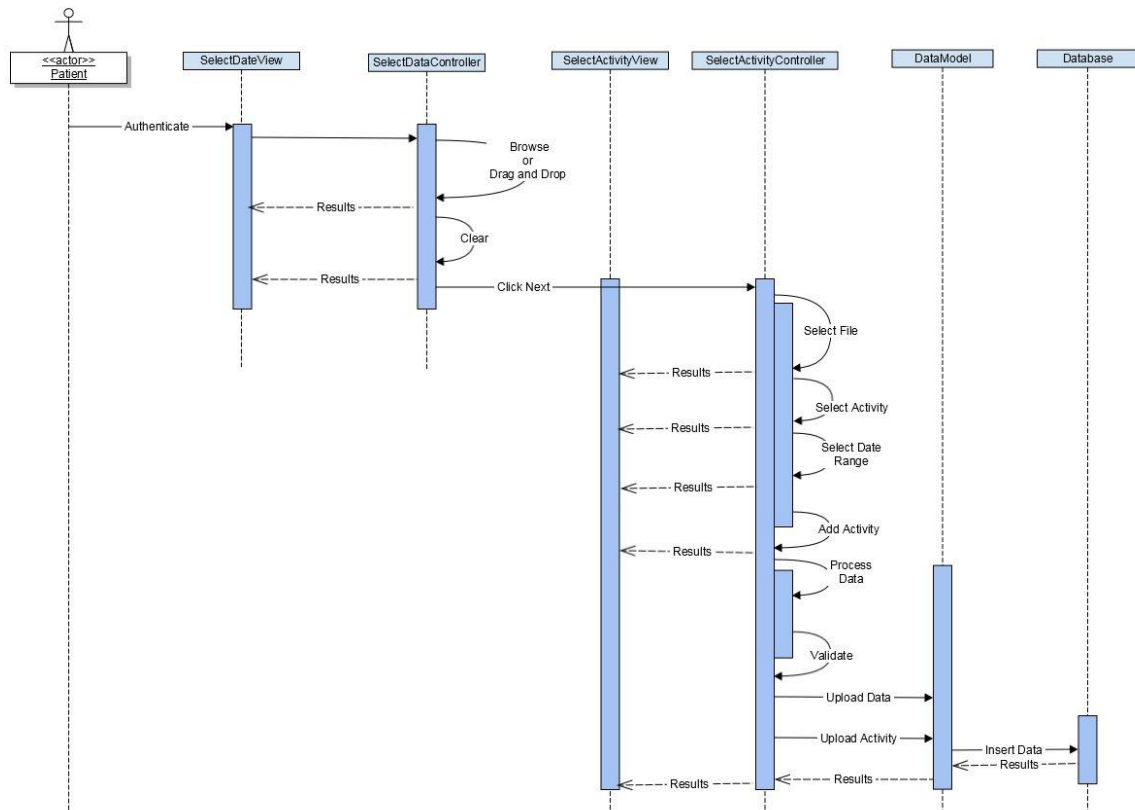 <<actor>>
Patient
SelectDateView
SelectDataController
SelectActivityView
SelectActivityController
DataModel
Database
Authenticate
Browse
or
Drag and Drop
Results
Clear
Results
Click Next
Select File
Results
Select Activity
Results
Select Date
Range
Results
Add Activity
Results
Process
Data
Validate
Upload Data
Upload Activity
Insert Data
Results
Results
Results